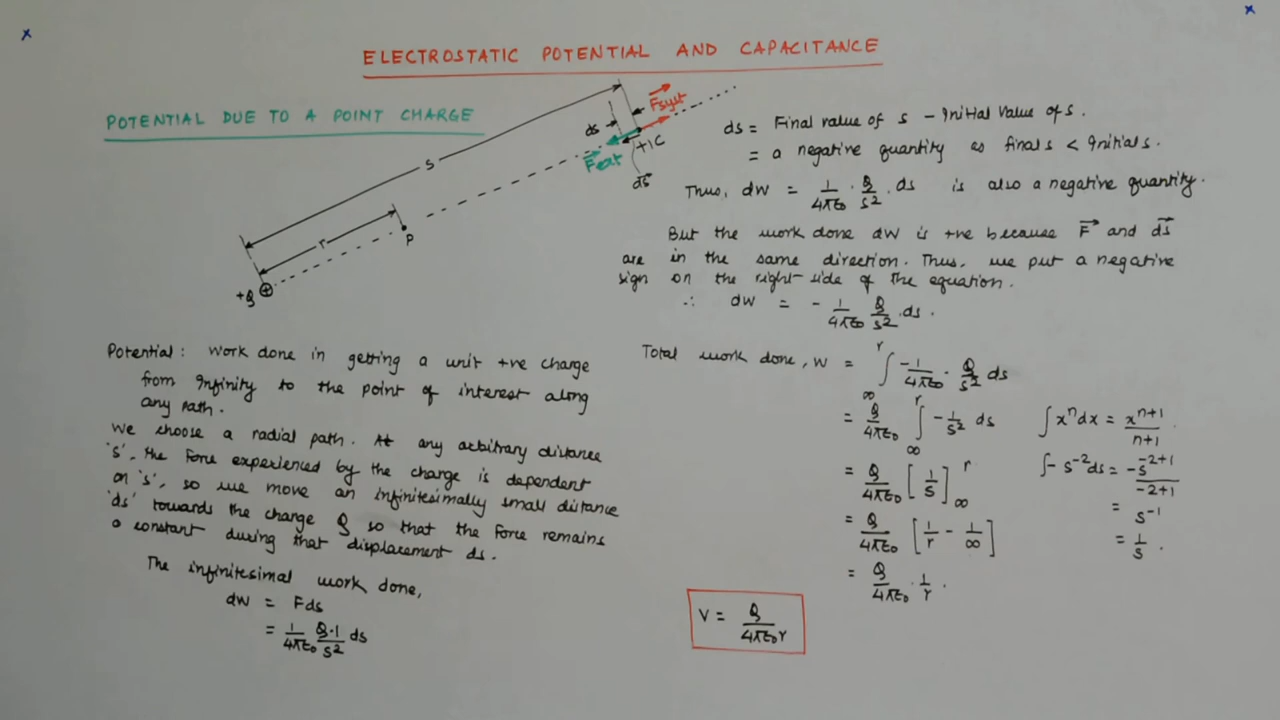 x
x
ELECTROSTATIC POTENTIAL AND CAPACITANCE
POTENTIAL DUE TO A POINT CHARGE
Fsyst
ds
+1C
Fext
ds
s
r
P
+Q
Potential: Work done in getting a unit +ve charge
from Infinity to the point of interest along
any path.
We choose a radial path. At any arbitrary distance
's', the Force experienced by the charge is dependent
on 's', so we move an infinitesimally small distance
'ds' towards the charge Q so that the Force remains
a constant during that displacement ds.
The infinitesimal work done,
dW = Fds
= 1/4πε₀ Q·1/s² ds
ds = Final value of s - Initial Value of s.
= a negative quantity as final s < Initial s.
Thus, dW = 1/4πε₀ · Q/s² . ds is also a negative quantity.
But the work done dW is +ve because F⃗ and ds⃗
are in the same direction. Thus, we put a negative
sign on the right side of the equation.
∴ dW = - 1/4πε₀ Q/s² . ds .
Total work done, W = ∫∞^r -1/4πε₀ · Q/s² ds
= Q/4πε₀ ∫∞^r -1/s² ds
= Q/4πε₀ [1/s]∞^r
= Q/4πε₀ [1/r - 1/∞]
= Q/4πε₀ · 1/r .
∫xⁿdx = xⁿ⁺¹/n+1
∫- s⁻²ds = -s⁻²⁺¹/-2+1
= s⁻¹
= 1/s .
V = Q/4πε₀r